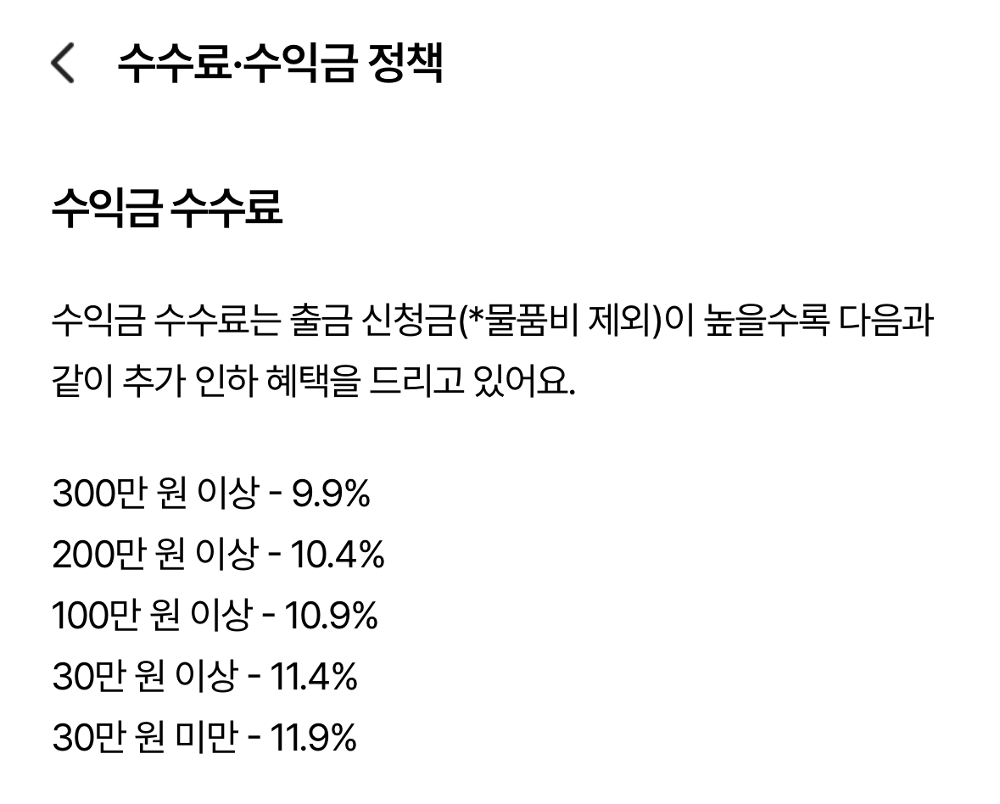 수수료·수익금 정책
수익금 수수료
수익금 수수료는 출금 신청금(*물품비 제외)이 높을수록 다음과
같이 추가 인하 혜택을 드리고 있어요.
300만 원 이상 - 9.9%
200만 원 이상 - 10.4%
100만 원 이상 - 10.9%
30만 원 이상 - 11.4%
30만 원 미만 - 11.9%